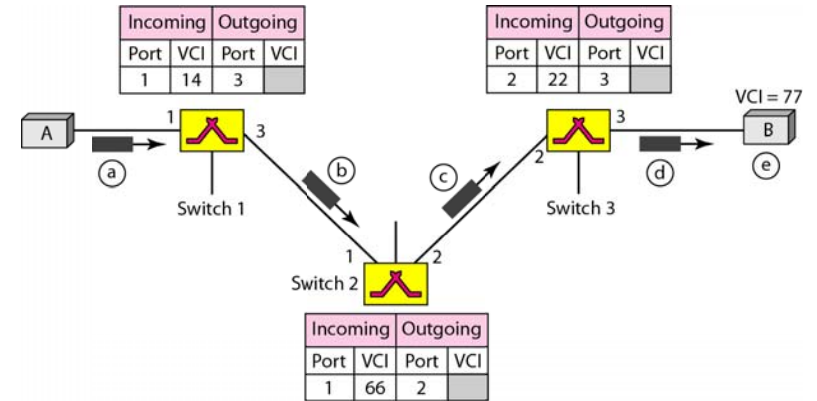 Incoming Outgoing
Port VCI Port VCI
1 14 3
Incoming Outgoing
Port VCI Port VCI
2 22 3
VCI = 77
A
1
3
a
Switch 1
b
c
2
3
Switch 3
d
B
e
1
2
Switch 2
Incoming Outgoing
Port VCI Port VCI
1 66 2